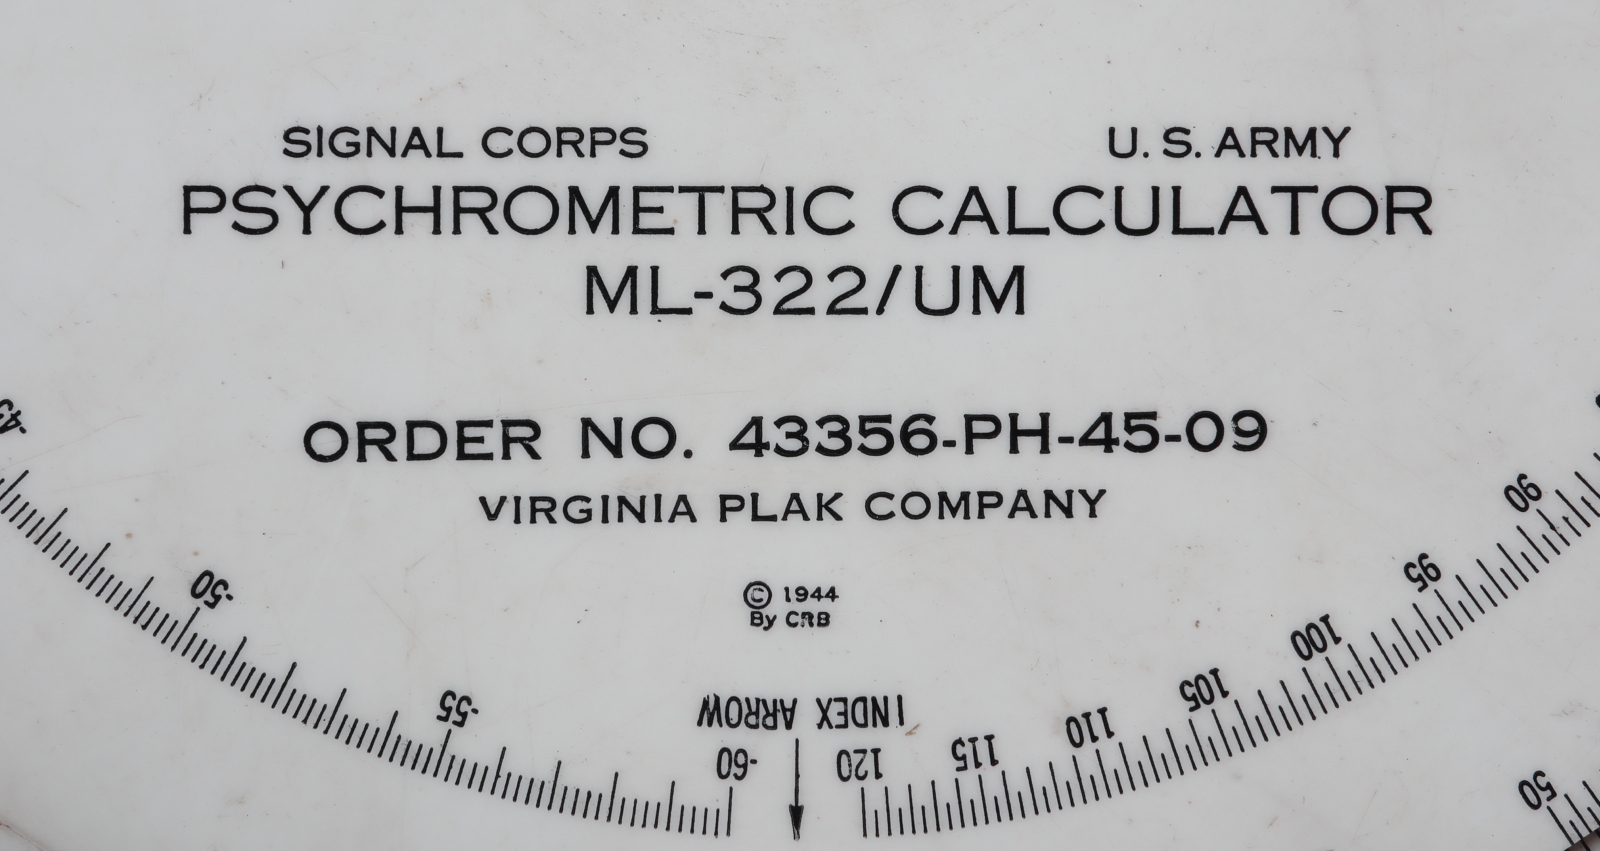 SIGNAL CORPS U. S. ARMY
PSYCHROMETRIC CALCULATOR
ML-322/UM
ORDER NO. 43356-PH-45-09
VIRGINIA PLAK COMPANY
© 1944
By CRB
INDEX ARROW
-45
-50
-55
-60
120
115
110
105
100
95
90
50